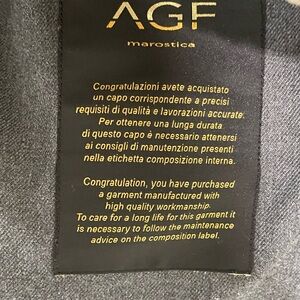 AGF
marostica
Congratulazioni avete acquistato
un capo corrispondente a precisi
requisiti di qualità e lavorazioni accurate.
Per ottenere una lunga durata
di questo capo è necessario attenersi
ai consigli di manutenzione presenti
nella etichetta composizione interna.
Congratulation, you have purchased
a garment manufactured with
high quality workmanship
To care for a long life for this garment it
is necessary to follow the maintenance
advice on the composition label.